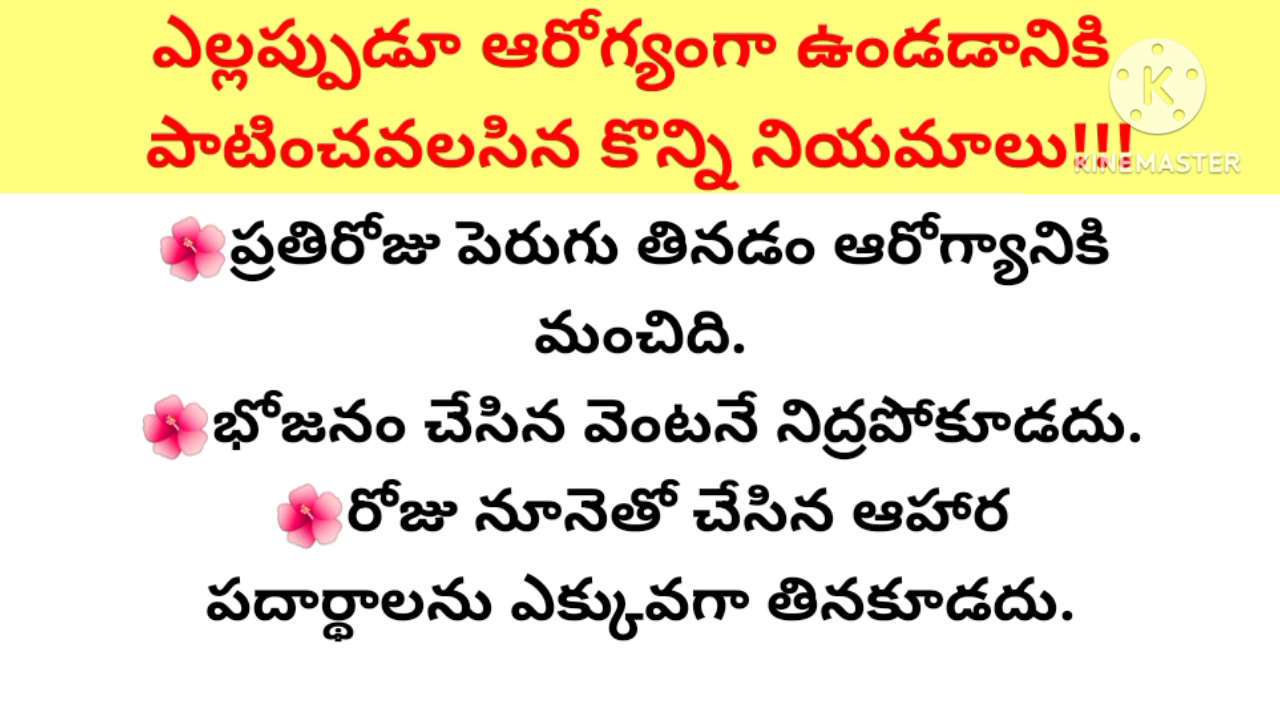 ఎల్లప్పుడూ ఆరోగ్యంగా ఉండడానికి
పాటించవలసిన కొన్ని నియమాలు!!!
K
KINEMASTER
🌺ప్రతిరోజు పెరుగు తినడం ఆరోగ్యానికి
మంచిది.
🌺భోజనం చేసిన వెంటనే నిద్రపోకూడదు.
🌺రోజు నూనెతో చేసిన ఆహార
పదార్థాలను ఎక్కువగా తినకూడదు.